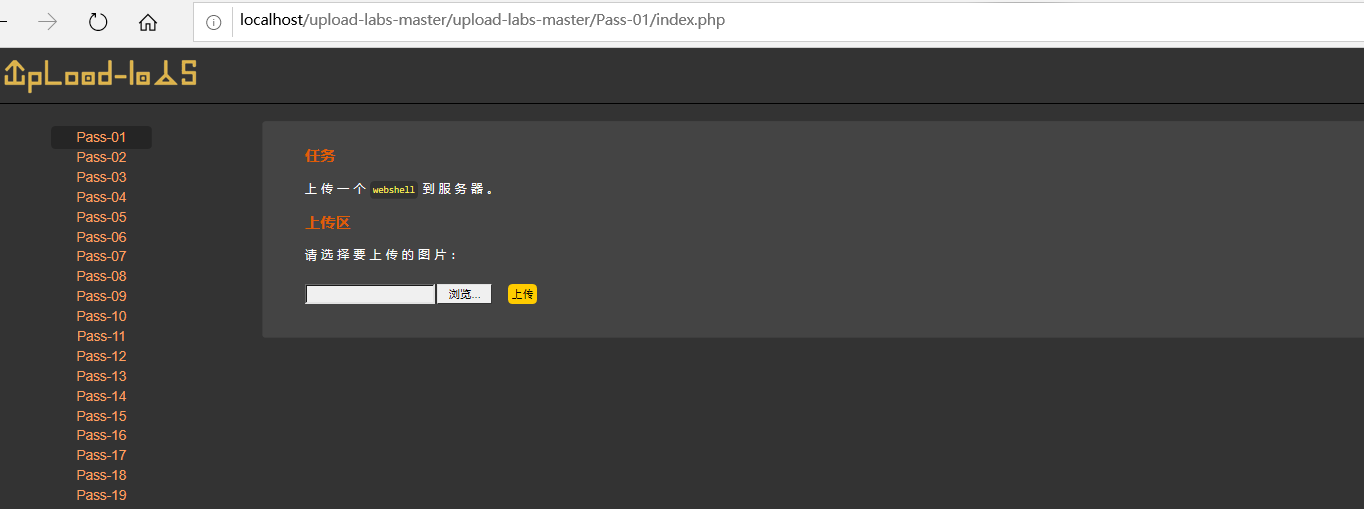 localhost/upload-labs-master/upload-labs-master/Pass-01/index.php
UpLoad-labs
Pass-01
Pass-02
Pass-03
Pass-04
Pass-05
Pass-06
Pass-07
Pass-08
Pass-09
Pass-10
Pass-11
Pass-12
Pass-13
Pass-14
Pass-15
Pass-16
Pass-17
Pass-18
Pass-19
任务
上传一个 webshell 到服务器。
上传区
请选择要上传的图片：
浏览... 上传